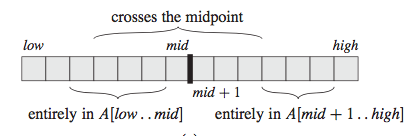 crosses the midpoint
low mid high
mid + 1
entirely in A[low . . mid] entirely in A[mid + 1 . . high]